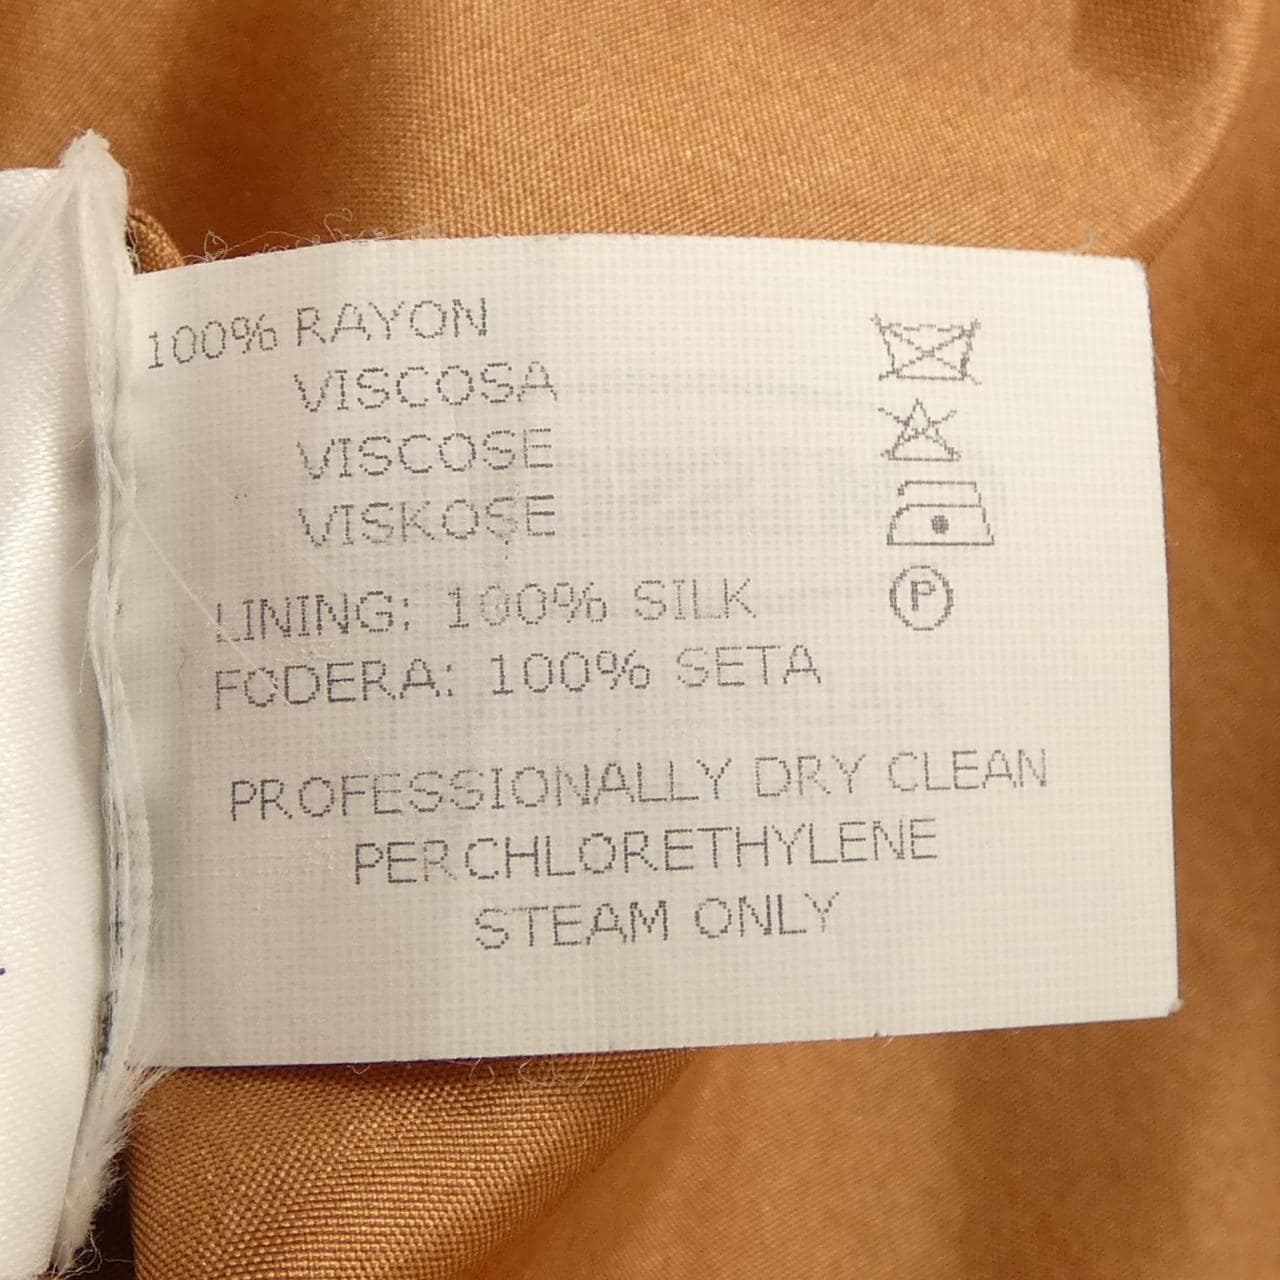 100% RAYON
VISCOSA
VISCOSE
VISKOSE
LINING: 100% SILK
FODERA: 100% SETA
P
PROFESSIONALLY DRY CLEAN
PERCHLORETHYLENE
STEAM ONLY